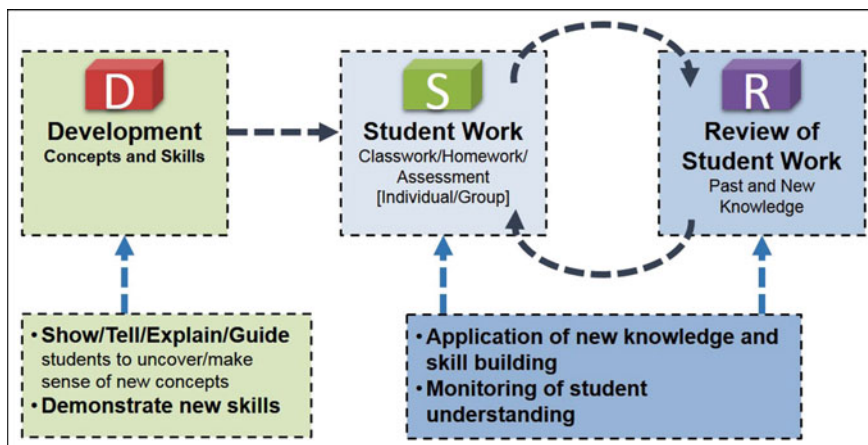 D
Development
Concepts and Skills
S
Student Work
Classwork/Homework/
Assessment
[Individual/Group]
R
Review of
Student Work
Past and New
Knowledge
• Show/Tell/Explain/Guide
students to uncover/make
sense of new concepts
• Demonstrate new skills
• Application of new knowledge and
skill building
• Monitoring of student
understanding